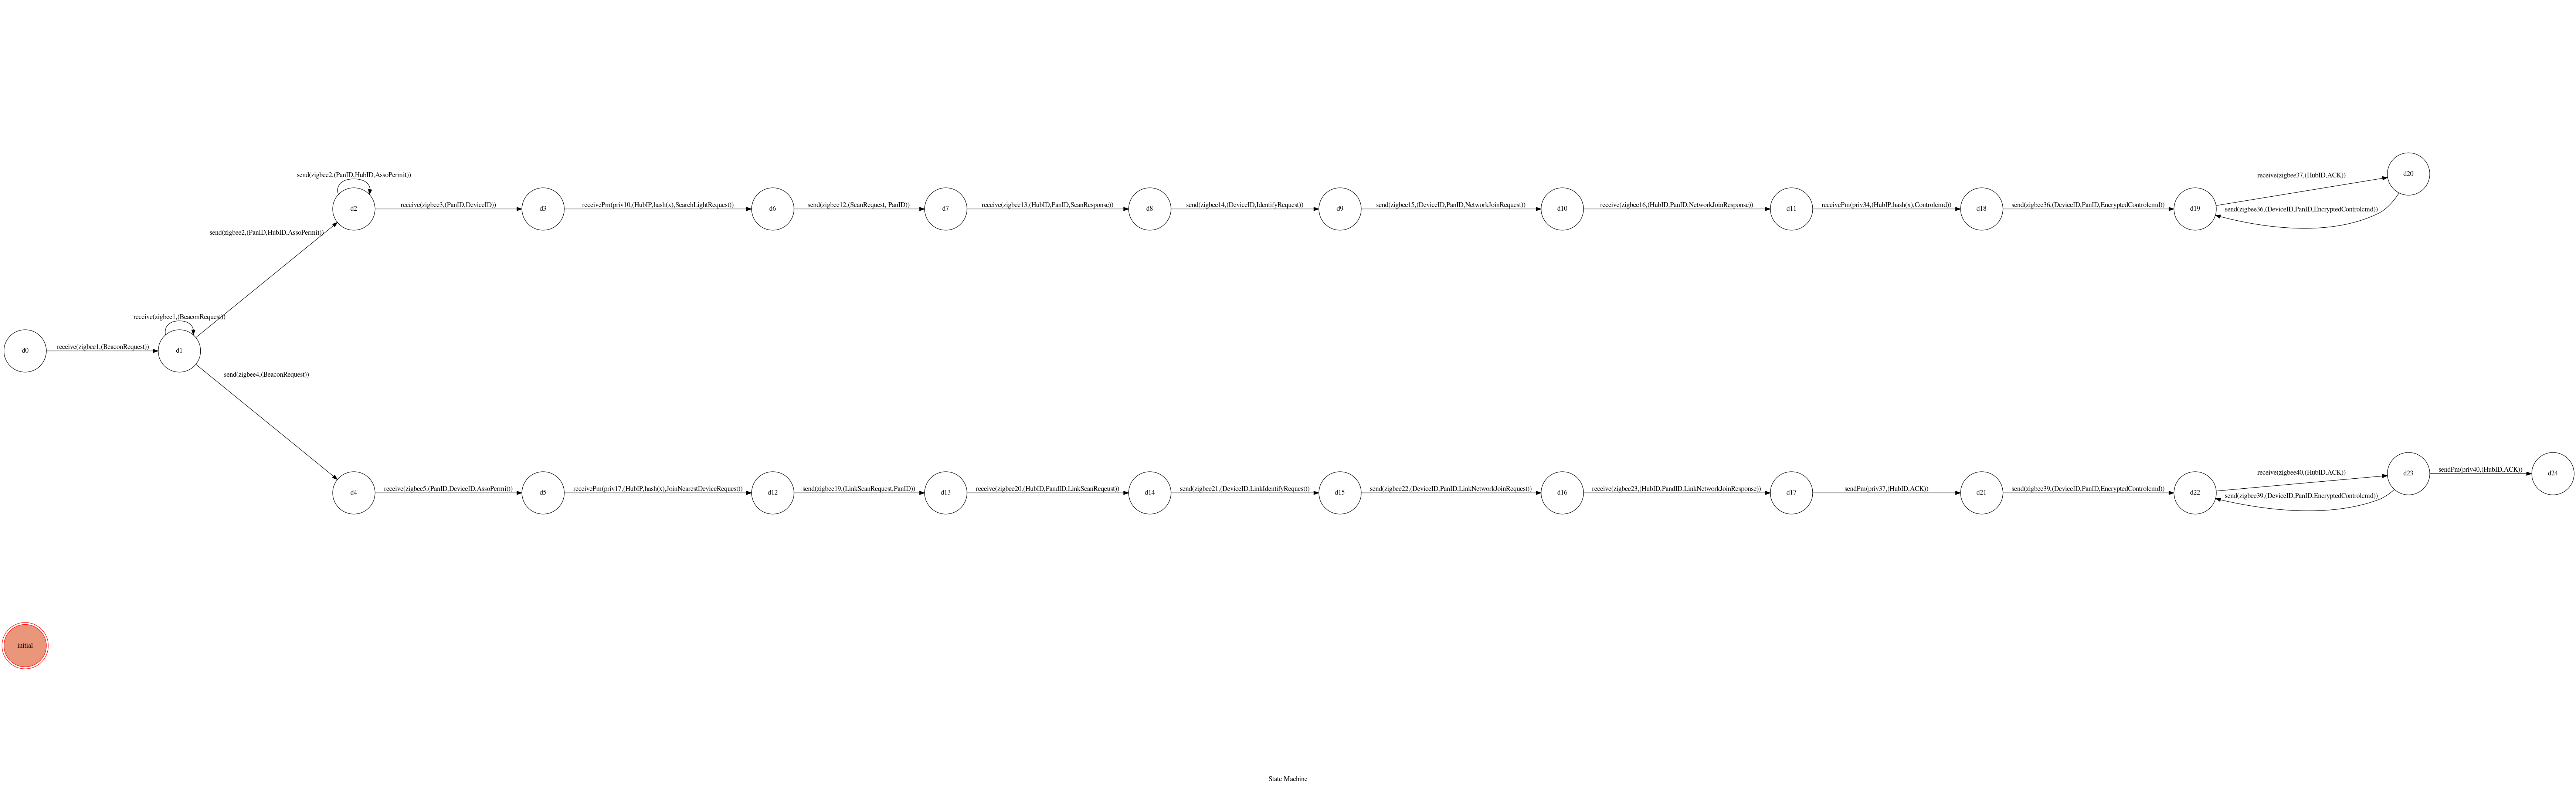 send(zigbee2,(PanID,HubID,AssoPermit))
d2
receive(zigbee3,(PanID,DeviceID))
d3
receivePm(priv10,(HubIP,hash(x),SearchLightRequest))
d6
send(zigbee12,(ScanRequest, PanID))
d7
receive(zigbee13,(HubID,PanID,ScanResponse))
d8
send(zigbee14,(DeviceID,IdentifyRequest))
d9
send(zigbee15,(DeviceID,PanID,NetworkJoinRequest))
d10
receive(zigbee16,(HubID,PanID,NetworkJoinResponse))
d11
receivePm(priv34,(HubIP,hash(x),Controlcmd))
d18
send(zigbee36,(DeviceID,PanID,EncryptedControlcmd))
d19
receive(zigbee37,(HubID,ACK))
d20
send(zigbee36,(DeviceID,PanID,EncryptedControlcmd))
send(zigbee2,(PanID,HubID,AssoPermit))
receive(zigbee1,(BeaconRequest))
d0
receive(zigbee1,(BeaconRequest))
d1
send(zigbee4,(BeaconRequest))
d4
receive(zigbee5,(PanID,DeviceID,AssoPermit))
d5
receivePm(priv17,(HubIP,hash(x),JoinNearestDeviceRequest))
d12
send(zigbee19,(LinkScanRequest,PanID))
d13
receive(zigbee20,(HubID,PandID,LinkScanReqeust))
d14
send(zigbee21,(DeviceID,LinkIdentifyRequest))
d15
send(zigbee22,(DeviceID,PanID,LinkNetworkJoinRequest))
d16
receive(zigbee23,(HubID,PandID,LinkNetworkJoinResponse))
d17
sendPm(priv37,(HubID,ACK))
d21
send(zigbee39,(DeviceID,PanID,EncryptedControlcmd))
d22
receive(zigbee40,(HubID,ACK))
d23
send(zigbee39,(DeviceID,PanID,EncryptedControlcmd))
sendPm(priv40,(HubID,ACK))
d24
initial
State Machine